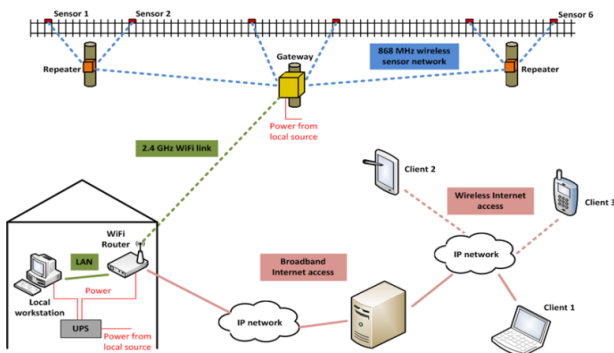 Sensor 1
Sensor 2
Sensor 6
Repeater
Gateway
868 MHz wireless
sensor network
Repeater
Power from
local source
2.4 GHz WiFi link
Client 2
Wireless Internet
access
Client 3
WiFi
Router
LAN
Broadband
Internet access
IP network
Local
workstation
Power
UPS
Power from
local source
IP network
Client 1